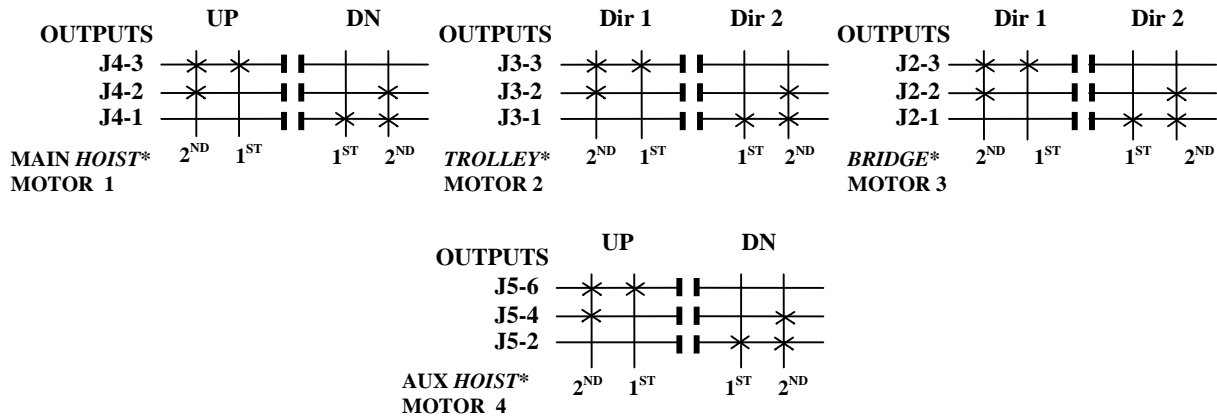 UP DN
OUTPUTS
J4-3
J4-2
J4-1
2ND 1ST 1ST 2ND
MAIN HOIST*
MOTOR 1
Dir 1 Dir 2
OUTPUTS
J3-3
J3-2
J3-1
2ND 1ST 1ST 2ND
TROLLEY*
MOTOR 2
Dir 1 Dir 2
OUTPUTS
J2-3
J2-2
J2-1
2ND 1ST 1ST 2ND
BRIDGE*
MOTOR 3
UP DN
OUTPUTS
J5-6
J5-4
J5-2
2ND 1ST 1ST 2ND
AUX HOIST*
MOTOR 4